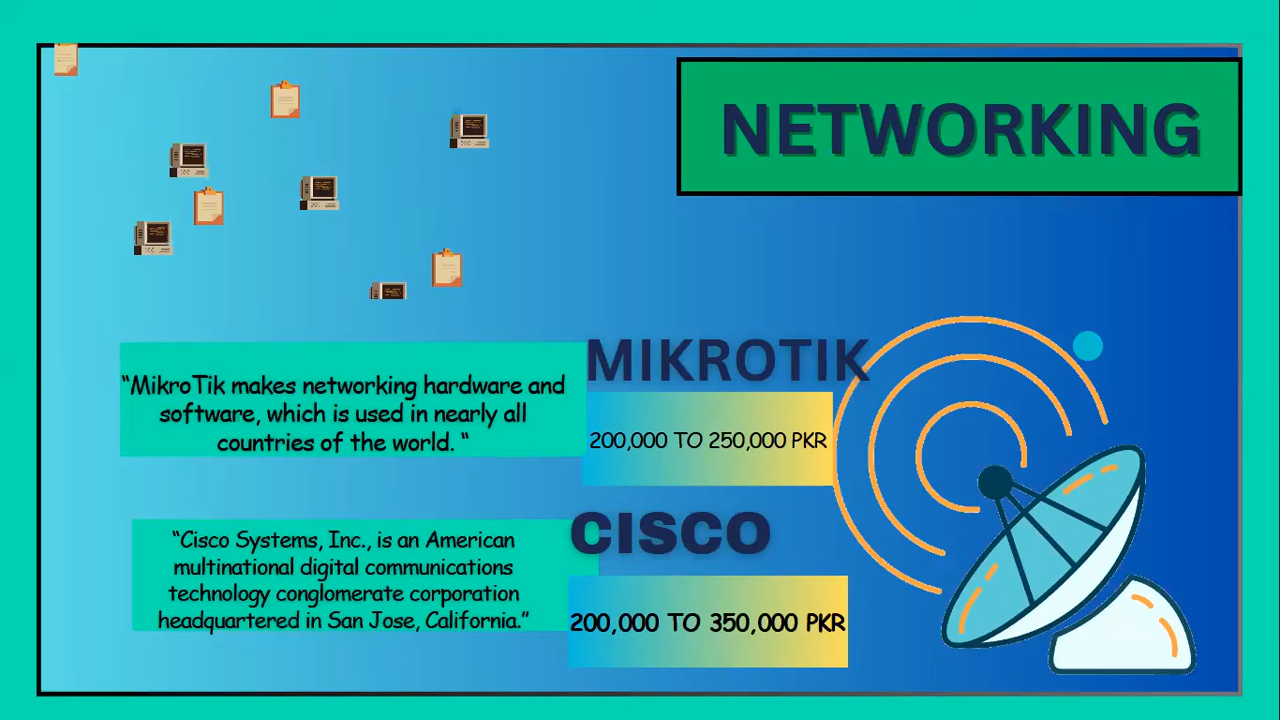 NETWORKING
MIKROTIK
“MikroTik makes networking hardware and
software, which is used in nearly all
countries of the world. “
200,000 TO 250,000 PKR
CISCO
“Cisco Systems, Inc., is an American
multinational digital communications
technology conglomerate corporation
headquartered in San Jose, California.”
200,000 TO 350,000 PKR